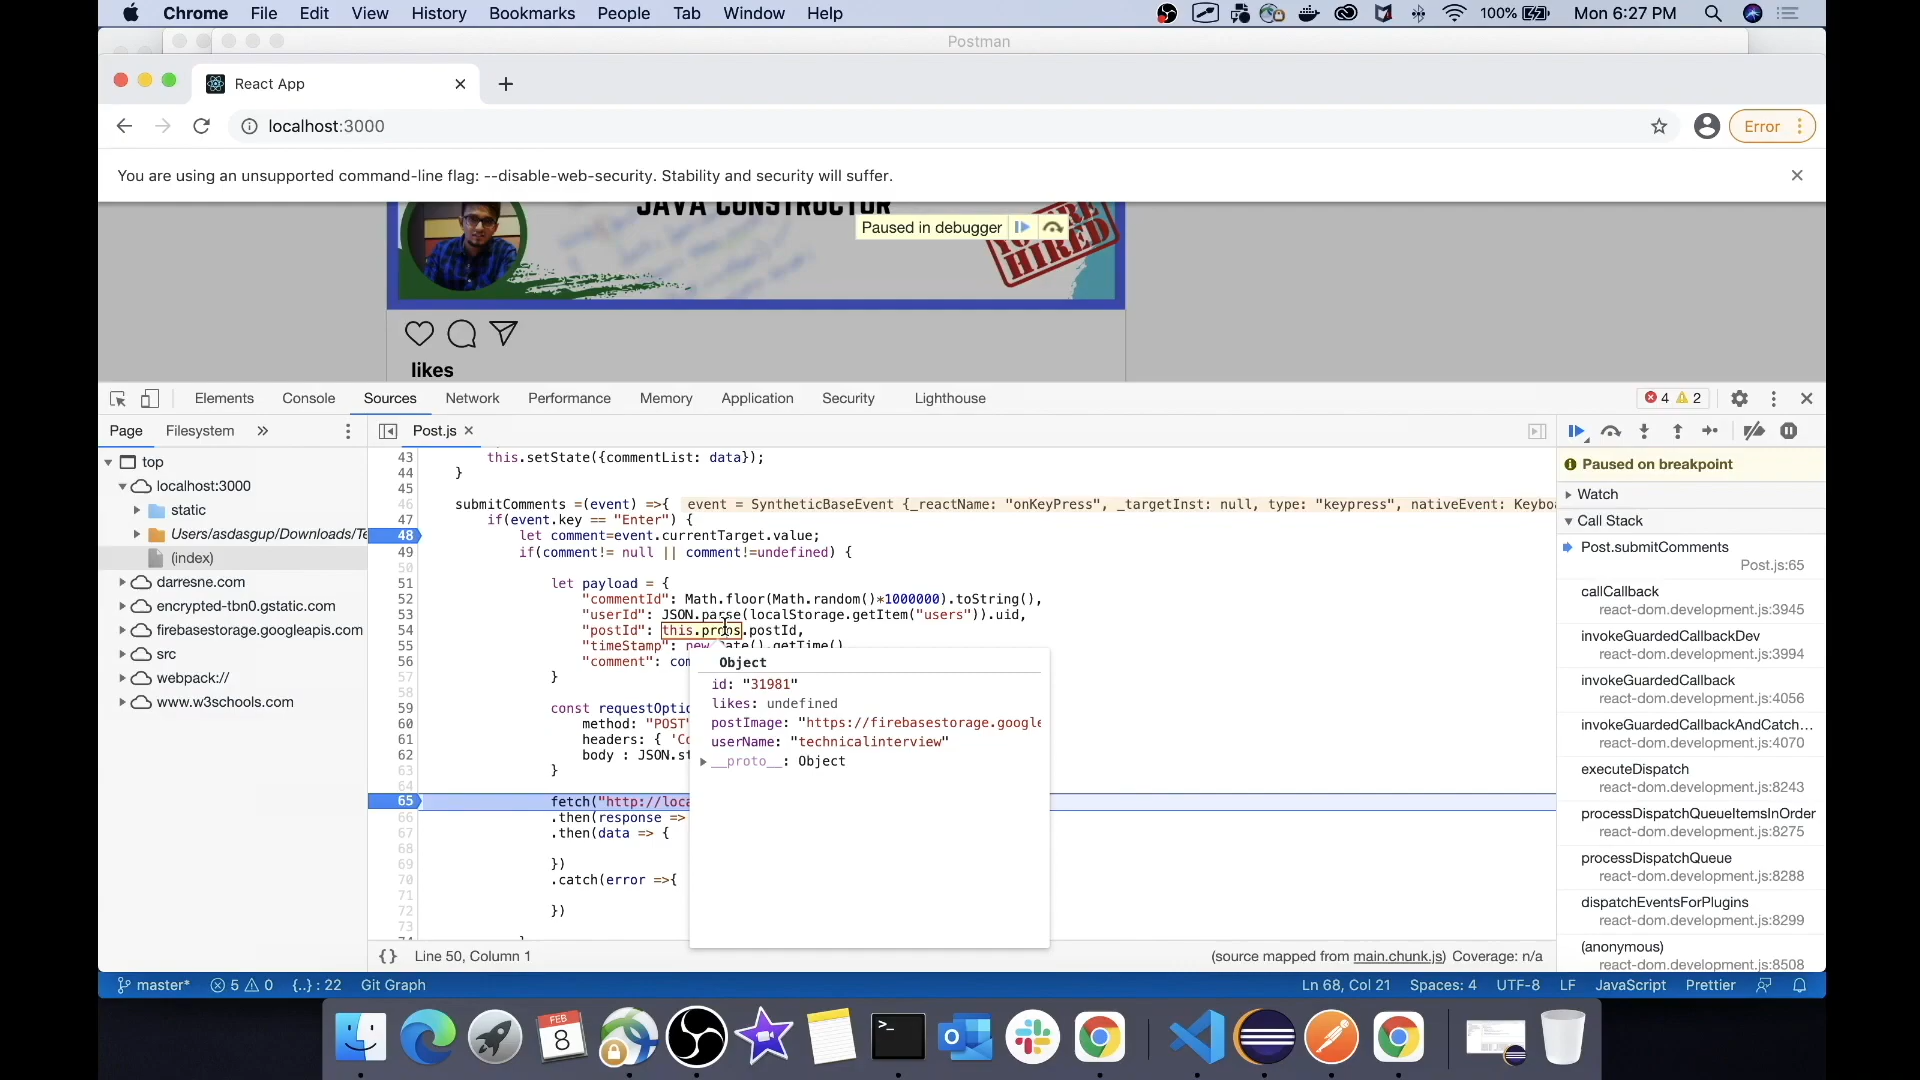 Chrome File Edit View History Bookmarks People Tab Window Help 100% Mon 6:27 PM
Postman
React App
localhost:3000
Error
You are using an unsupported command-line flag: --disable-web-security. Stability and security will suffer.
JAVA CONSTRUCTOR
Paused in debugger
HIRED
likes
Elements Console Sources Network Performance Memory Application Security Lighthouse 4 2
Page Filesystem » Post.js
top
localhost:3000
static
Users/asdasgup/Downloads/Te
(index)
darresne.com
encrypted-tbn0.gstatic.com
firebasestorage.googleapis.com
src
webpack://
www.w3schools.com
43 this.setState({commentList: data});
44 }
45
46 submitComments =(event) =>{ event = SyntheticBaseEvent {_reactName: "onKeyPress", _targetInst: null, type: "keypress", nativeEvent: Keybo
47 if(event.key == "Enter") {
48 let comment=event.currentTarget.value;
49 if(comment!= null || comment!=undefined) {
50
51 let payload = {
52 "commentId": Math.floor(Math.random()*1000000).toString(),
53 "userId": JSON.parse(localStorage.getItem("users")).uid,
54 "postId": this.props.postId,
55 "timeStamp": new Date().getTime()
56 "comment": com
57 }
58
59 const requestOptio
60 method: "POST"
61 headers: { 'Co
62 body : JSON.st
63 }
64
65 fetch("http://loca
66 .then(response =>
67 .then(data => {
68
69 })
70 .catch(error =>{
71
72 })
73
74
Object
id: "31981"
likes: undefined
postImage: "https://firebasestorage.google
userName: "technicalinterview"
__proto__: Object
{} Line 50, Column 1 (source mapped from main.chunk.js) Coverage: n/a
Paused on breakpoint
Watch
Call Stack
Post.submitComments
Post.js:65
callCallback
react-dom.development.js:3945
invokeGuardedCallbackDev
react-dom.development.js:3994
invokeGuardedCallback
react-dom.development.js:4056
invokeGuardedCallbackAndCatch…
react-dom.development.js:4070
executeDispatch
react-dom.development.js:8243
processDispatchQueueItemsInOrder
react-dom.development.js:8275
processDispatchQueue
react-dom.development.js:8288
dispatchEventsForPlugins
react-dom.development.js:8299
(anonymous)
react-dom.development.js:8508
master* 5 0 {..} : 22 Git Graph Ln 68, Col 21 Spaces: 4 UTF-8 LF JavaScript Prettier
FEB
8